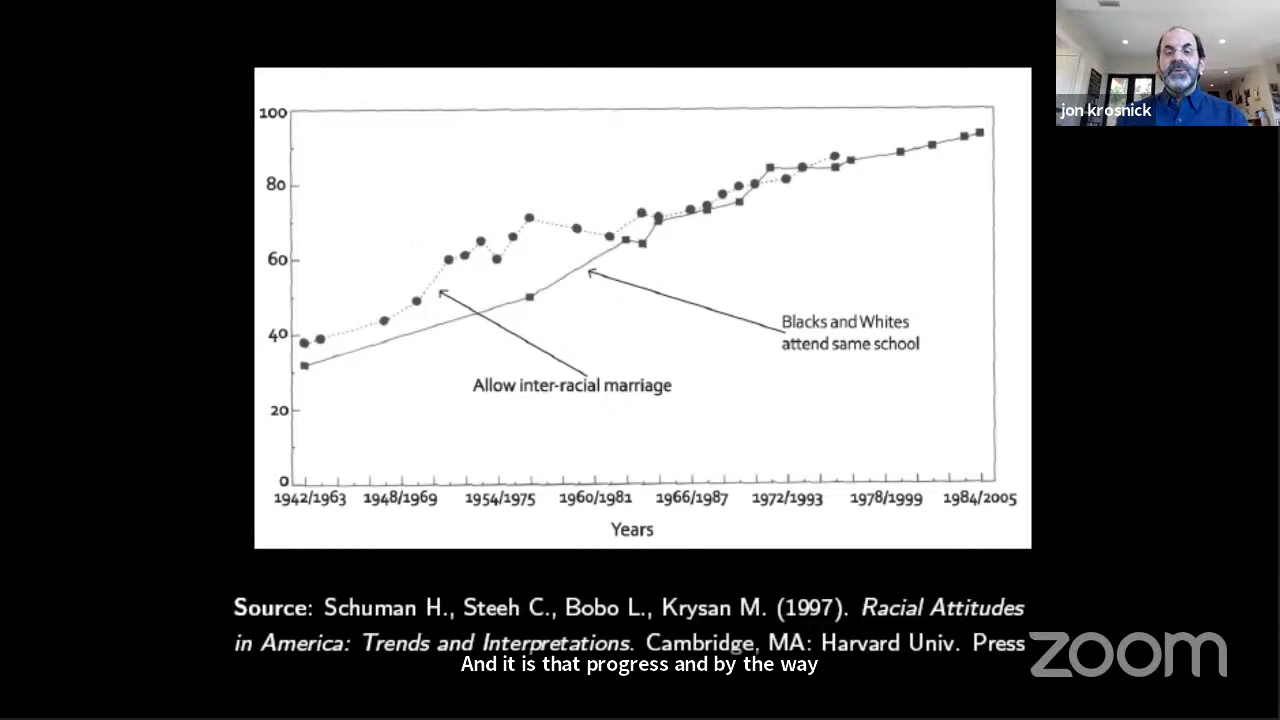 jon krosnick
100
80
60
40
20
0
Blacks and Whites
attend same school
Allow inter-racial marriage
1942/1963 1948/1969 1954/1975 1960/1981 1966/1987 1972/1993 1978/1999 1984/2005
Years
Source: Schuman H., Steeh C., Bobo L., Krysan M. (1997). Racial Attitudes
in America: Trends and Interpretations. Cambridge, MA: Harvard Univ. Press
And it is that progress and by the way
zoom